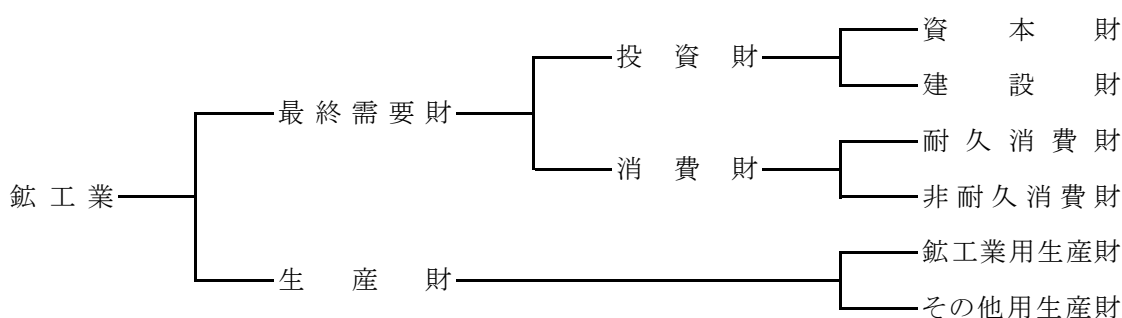 資本財
投資財
建設財
最終需要財
耐久消費財
消費財
非耐久消費財
鉱工業
鉱工業用生産財
生産財
その他用生産財